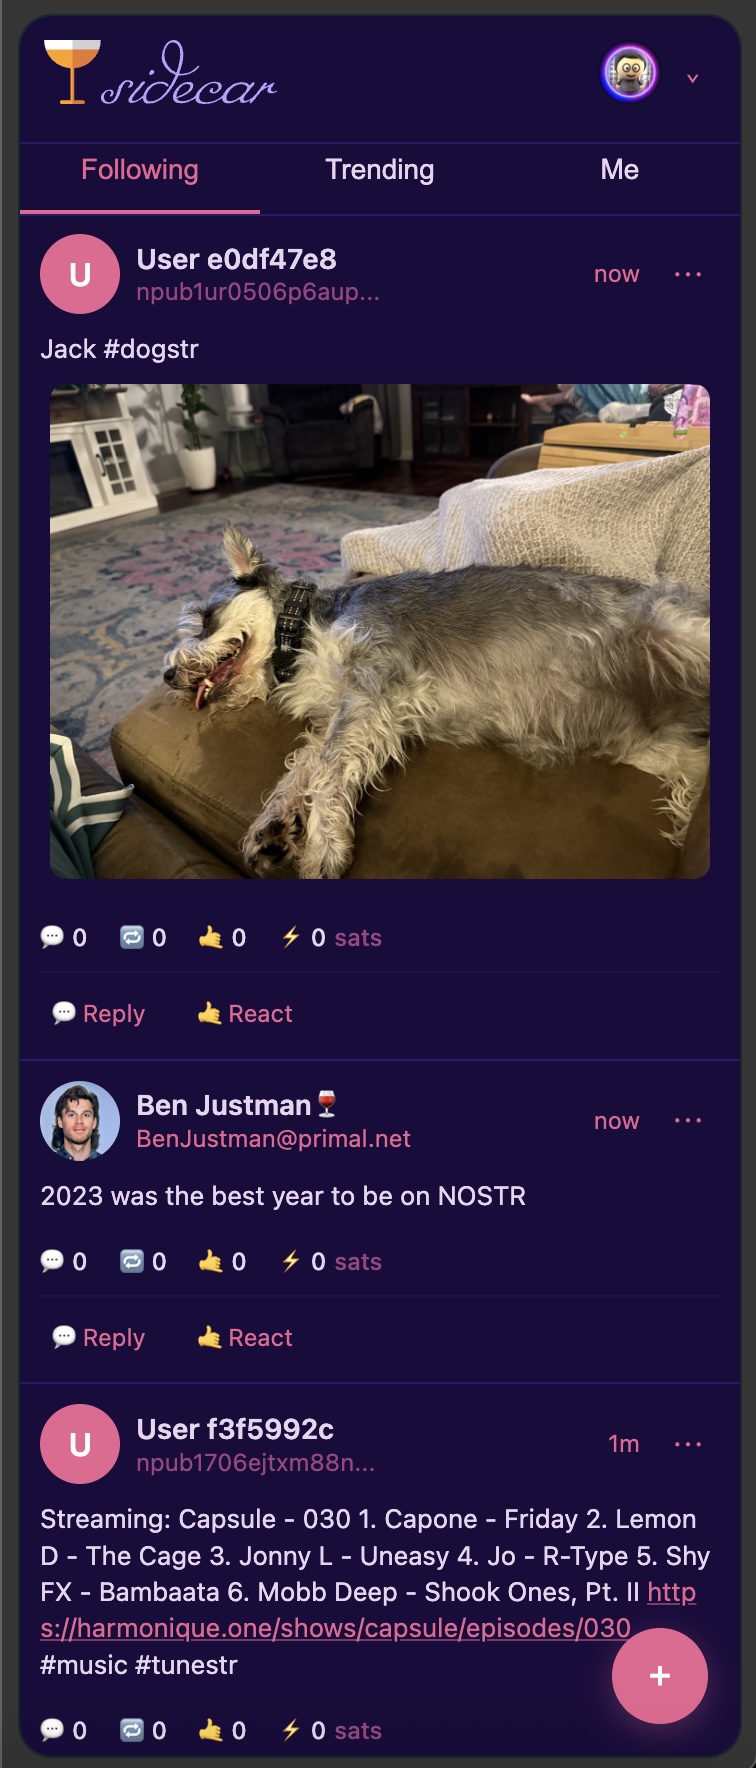 sidecar
Following Trending Me
U User e0df47e8 now ...
npub1ur0506p6aup...
Jack #dogstr
0 0 0 0 sats
Reply React
Ben Justman now ...
BenJustman@primal.net
2023 was the best year to be on NOSTR
0 0 0 0 sats
Reply React
U User f3f5992c 1m ...
npub1706ejtxm88n...
Streaming: Capsule - 030 1. Capone - Friday 2. Lemon
D - The Cage 3. Jonny L - Uneasy 4. Jo - R-Type 5. Shy
FX - Bambaata 6. Mobb Deep - Shook Ones, Pt. II http
s://harmonique.one/shows/capsule/episodes/030
#music #tunestr
+
0 0 0 0 sats